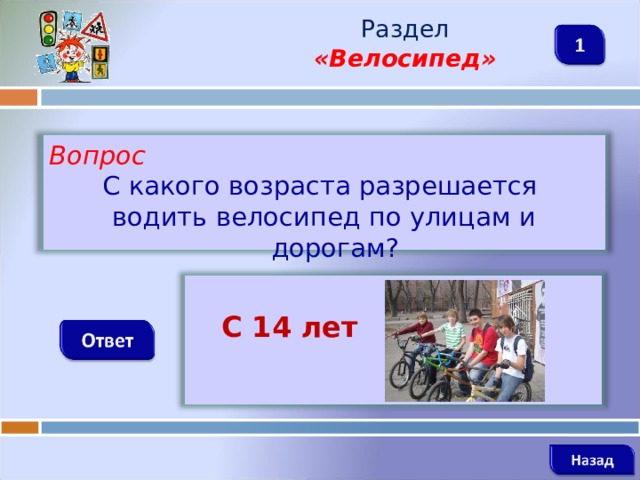 Раздел
«Велосипед»
1
Вопрос
С какого возраста разрешается
водить велосипед по улицам и
дорогам?
С 14 лет
Ответ
Назад